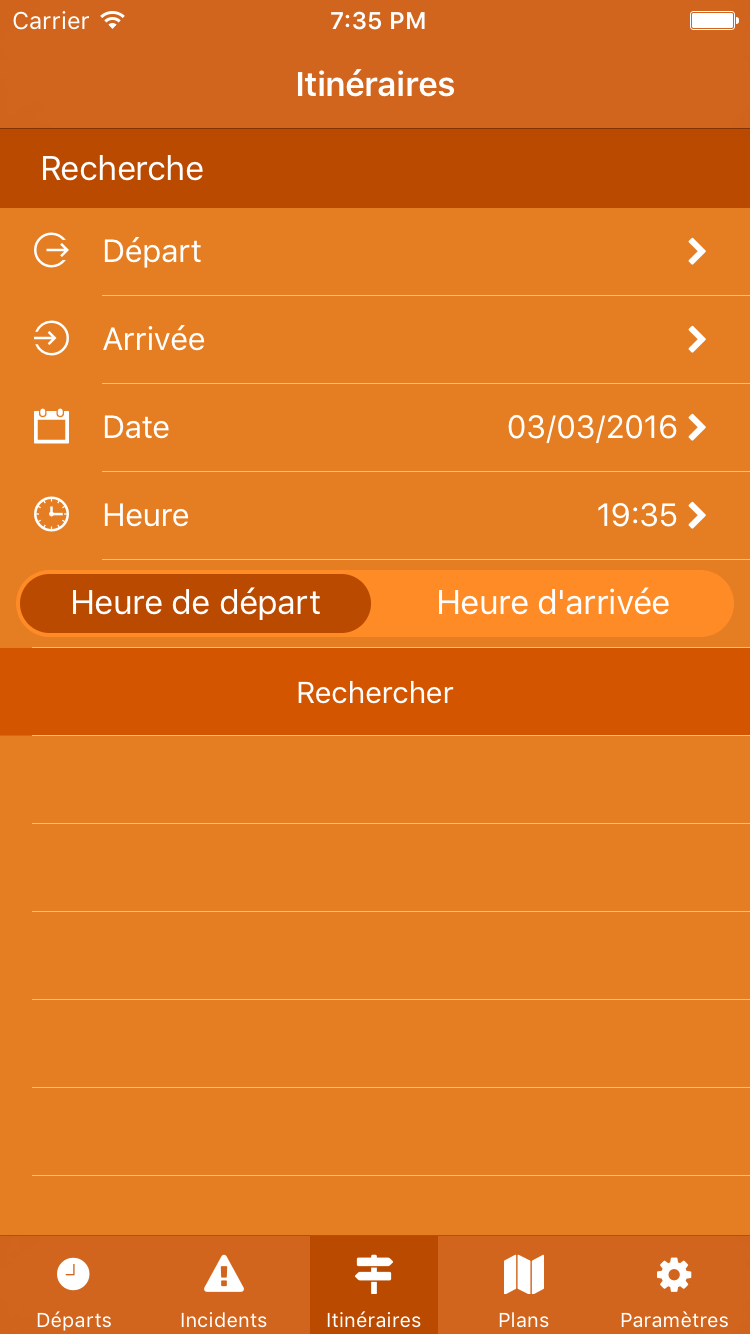 Carrier 7:35 PM
Itinéraires
Recherche
Départ
Arrivée
Date 03/03/2016
Heure 19:35
Heure de départ Heure d'arrivée
Rechercher
Départs Incidents Itinéraires Plans Paramètres